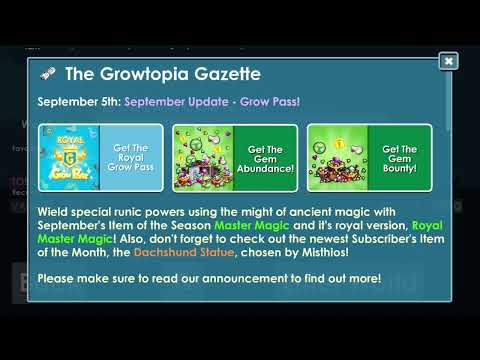 The Growtopia Gazette
September 5th: September Update - Grow Pass!
ROYAL
G
Grow Pass
Get The
Royal
Grow Pass
Get The
Gem
Abundance!
Get The
Gem
Bounty!
Wield special runic powers using the might of ancient magic with
September's Item of the Season Master Magic and it's royal version, Royal
Master Magic! Also, don't forget to check out the newest Subscriber's Item
of the Month, the Dachshund Statue, chosen by Misthios!
Please make sure to read our announcement to find out more!